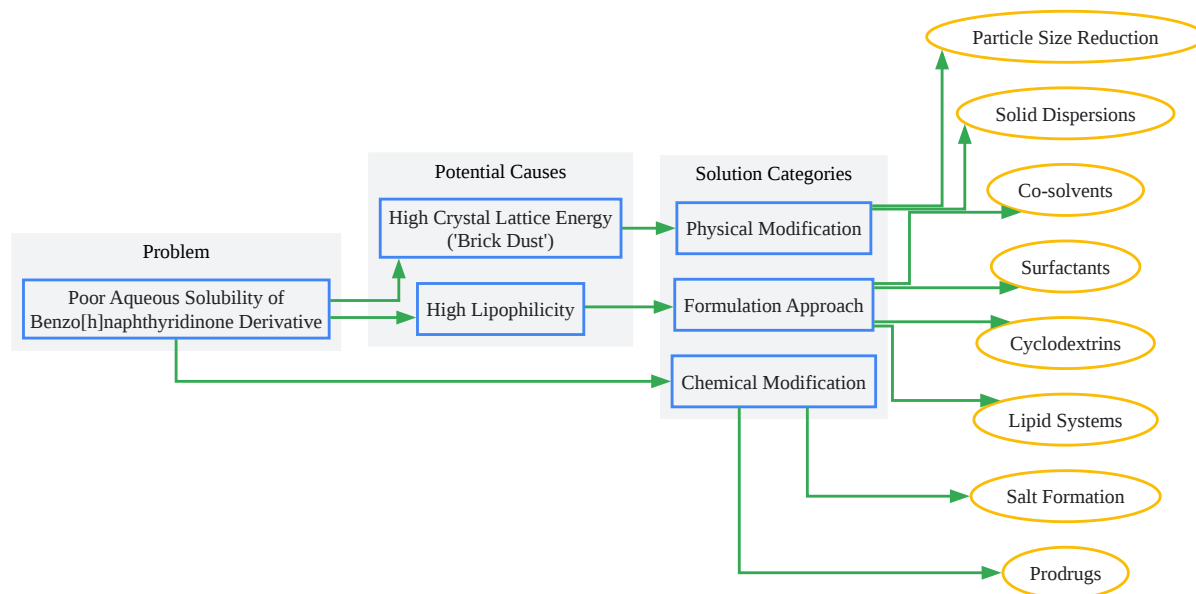 Problem
Poor Aqueous Solubility of
Benzo[h]naphthyridinone Derivative
Potential Causes
High Crystal Lattice Energy
('Brick Dust')
High Lipophilicity
Solution Categories
Physical Modification
Formulation Approach
Chemical Modification
Particle Size Reduction
Solid Dispersions
Co-solvents
Surfactants
Cyclodextrins
Lipid Systems
Salt Formation
Prodrugs